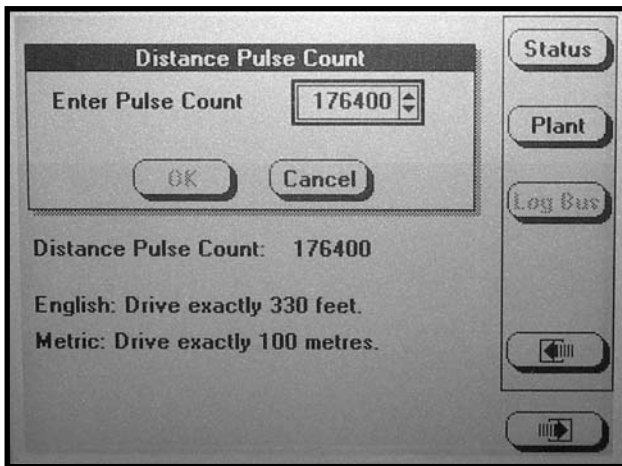 Distance Pulse Count
Enter Pulse Count 176400
OK Cancel
Distance Pulse Count: 176400
English: Drive exactly 330 feet.
Metric: Drive exactly 100 metres.
Status
Plant
Log Bus